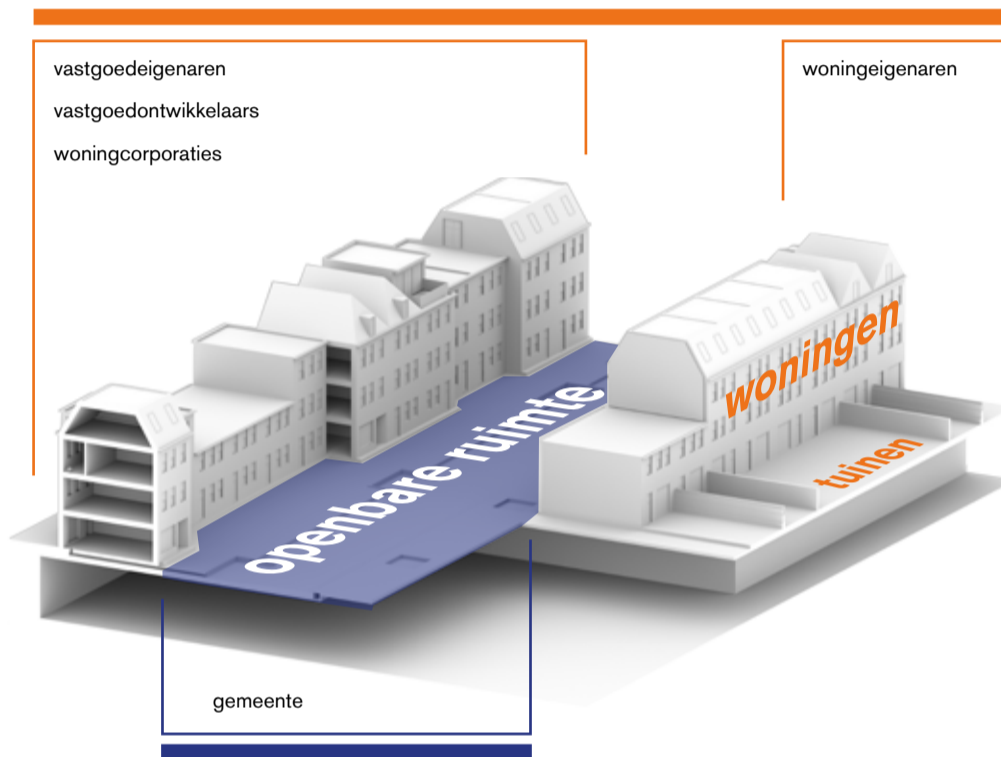 vastgoedeigenaren
vastgoedontwikkelaars
woningcorporaties
woningeigenaren
woningen
tuinen
openbare ruimte
gemeente